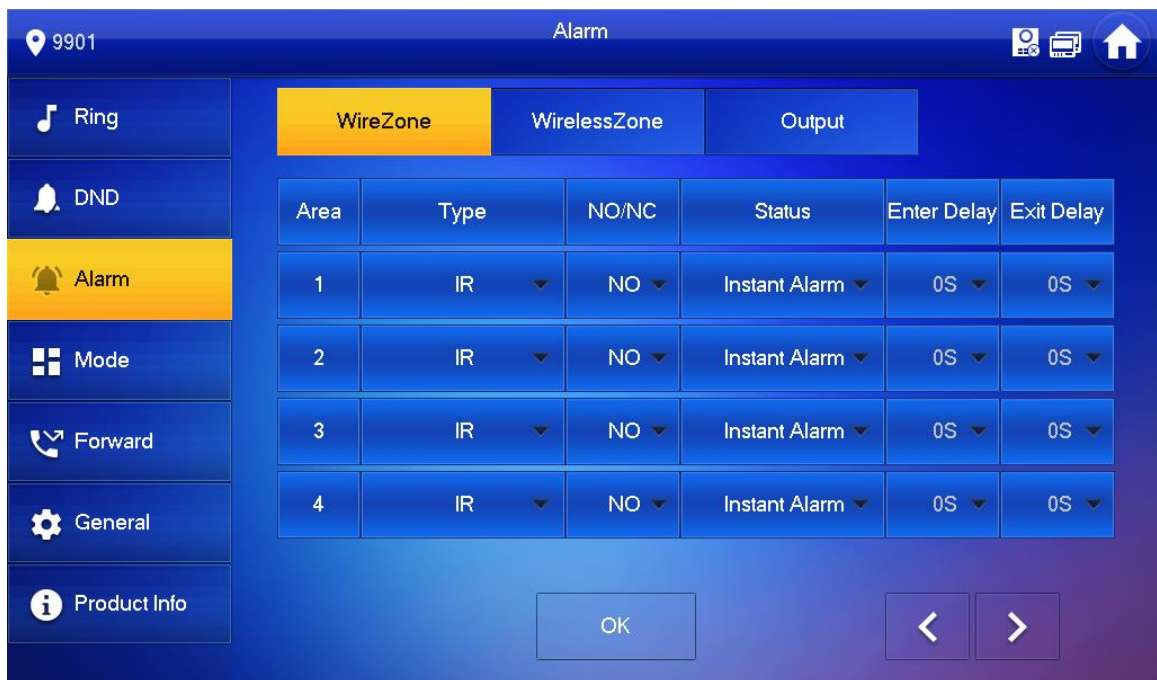 9901
Alarm
Ring
DND
Alarm
Mode
Forward
General
Product Info
WireZone WirelessZone Output
Area Type NO/NC Status Enter Delay Exit Delay
1 IR NO Instant Alarm 0S 0S
2 IR NO Instant Alarm 0S 0S
3 IR NO Instant Alarm 0S 0S
4 IR NO Instant Alarm 0S 0S
OK